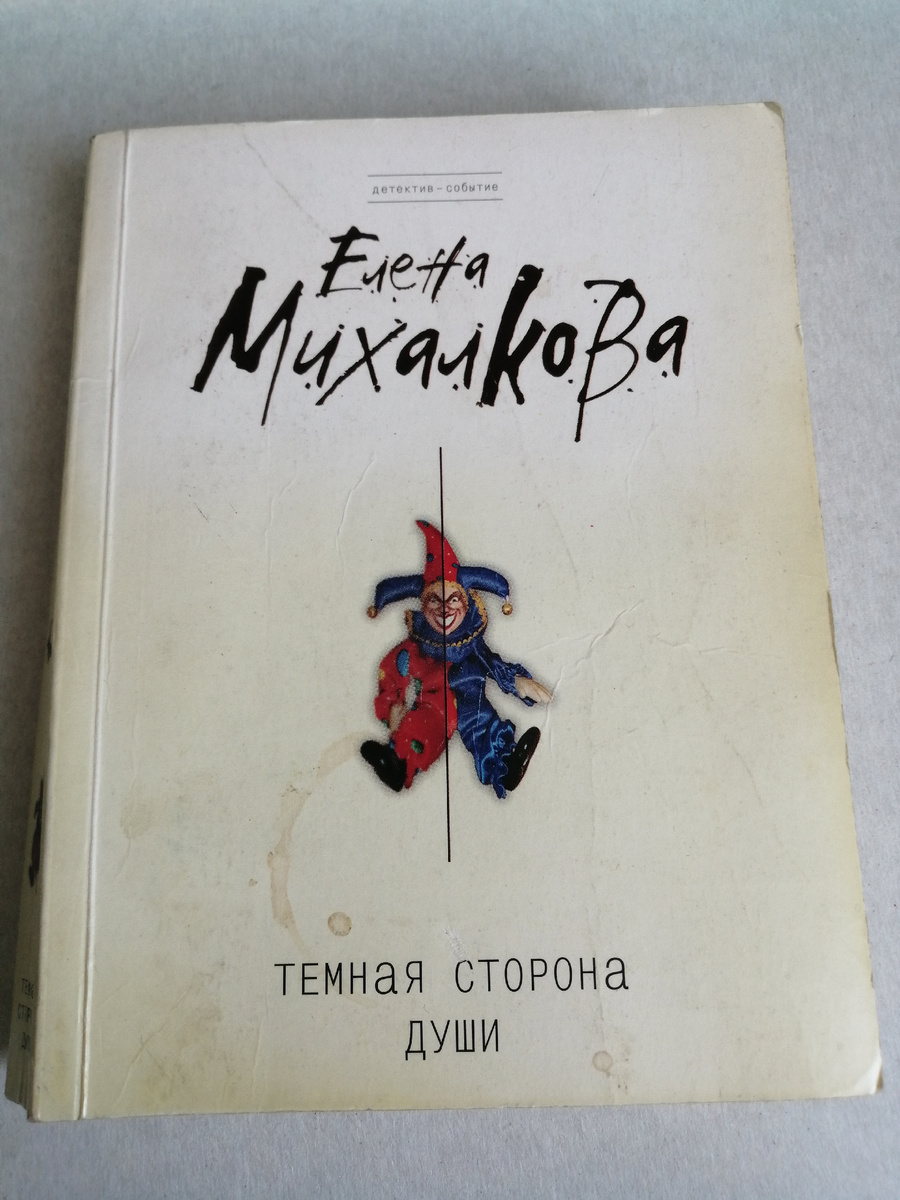 детектив–событие
Елена
Михалкова
ТЕМНАЯ СТОРОНА
ДУШИ